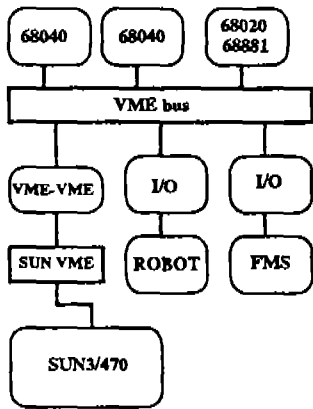 68040
68040
68020
68881
VME bus
VME-VME
I/O
I/O
SUN VME
ROBOT
FMS
SUN3/470